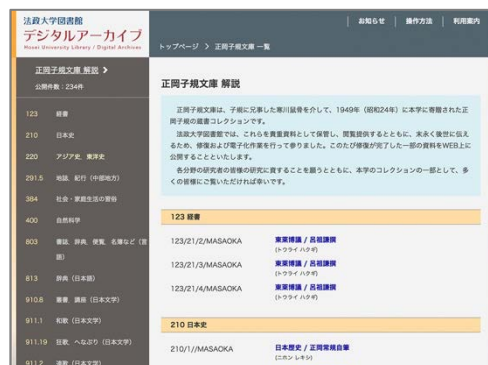 法政大学図書館
デジタルアーカイブ
Hosei University Library / Digital Archives
お知らせ
操作方法
利用案内
トップページ > 正岡子規文庫 一覧
正岡子規文庫 解説 >
公開件数：234件
123 経書
210 日本史
220 アジア史，東洋史
291.5 地誌．紀行（中部地方）
384 社会・家庭生活の習俗
400 自然科学
803 書誌．辞典．便覧．名簿など（言
語）
813 辞典（日本語）
910.8 叢書．講座（日本文学）
911.1 和歌（日本文学）
911.19 狂歌．へなぶり（日本文学）
911.2 連歌（日本文学）
正岡子規文庫 解説
正岡子規文庫は、子規に兄事した寒川鼠骨を介して、1949年（昭和24年）に本学に寄贈された正
岡子規の蔵書コレクションです。
法政大学図書館では、これらを貴重資料として保管し、閲覧提供するとともに、末永く後世に伝え
るため、修復および電子化作業を行って参りました。このたび修復が完了した一部の資料をWEB上に
公開することといたします。
各分野の研究者の皆様の研究に資することを願うとともに、本学のコレクションの一部として、多
くの皆様にご覧いただければ幸いです。
123 経書
123/21/2/MASAOKA 東莱博議 / 呂祖謙撰
(トウライ ハクギ)
123/21/3/MASAOKA 東莱博議 / 呂祖謙撰
(トウライ ハクギ)
123/21/4/MASAOKA 東莱博議 / 呂祖謙撰
(トウライ ハクギ)
210 日本史
210/1//MASAOKA 日本歴史 / 正岡常規自筆
(ニホン レキシ)